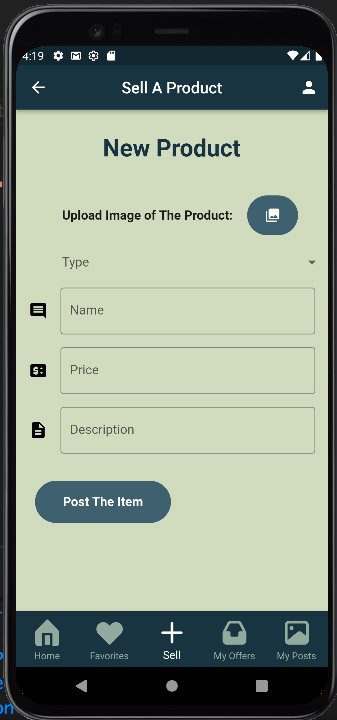 4:19
Sell A Product
New Product
Upload Image of The Product:
Type
Name
Price
Description
Post The Item
Home Favorites Sell My Offers My Posts